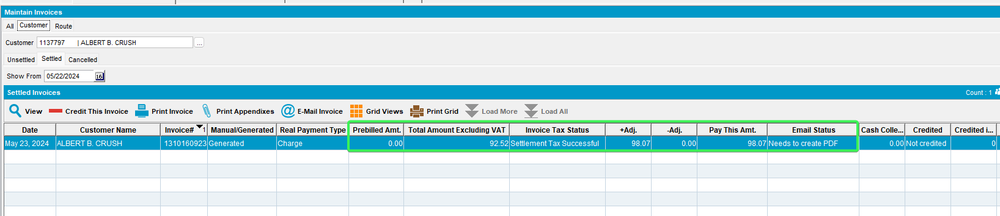 Maintain Invoices
All Customer Route
Customer 1137797 | ALBERT B. CRUSH ...
Unsettled Settled Cancelled
Show From 05/22/2024 16
Settled Invoices Count : 1
View Credit This Invoice Print Invoice Print Appendixes E-Mail Invoice Grid Views Print Grid Load More Load All
Date Customer Name Invoice# 1 Manual/Generated Real Payment Type Prebilled Amt. Total Amount Excluding VAT Invoice Tax Status +Adj. -Adj. Pay This Amt. Email Status Cash Colle... Credited Credited i...
May 23, 2024 ALBERT B. CRUSH 1310160923 Generated Charge 0.00 92.52 Settlement Tax Successful 98.07 0.00 98.07 Needs to create PDF 0.00 Not credited 0